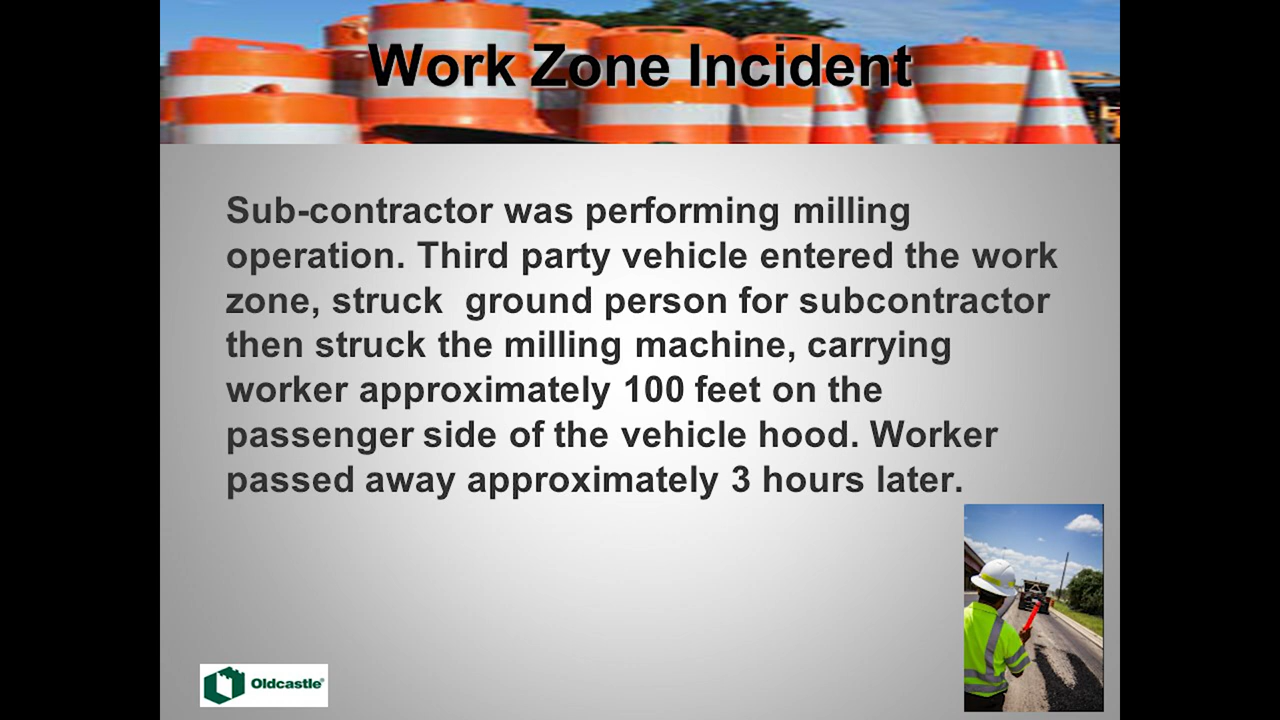 Work Zone Incident
Sub-contractor was performing milling
operation. Third party vehicle entered the work
zone, struck  ground person for subcontractor
then struck the milling machine, carrying
worker approximately 100 feet on the
passenger side of the vehicle hood. Worker
passed away approximately 3 hours later.
Oldcastle®